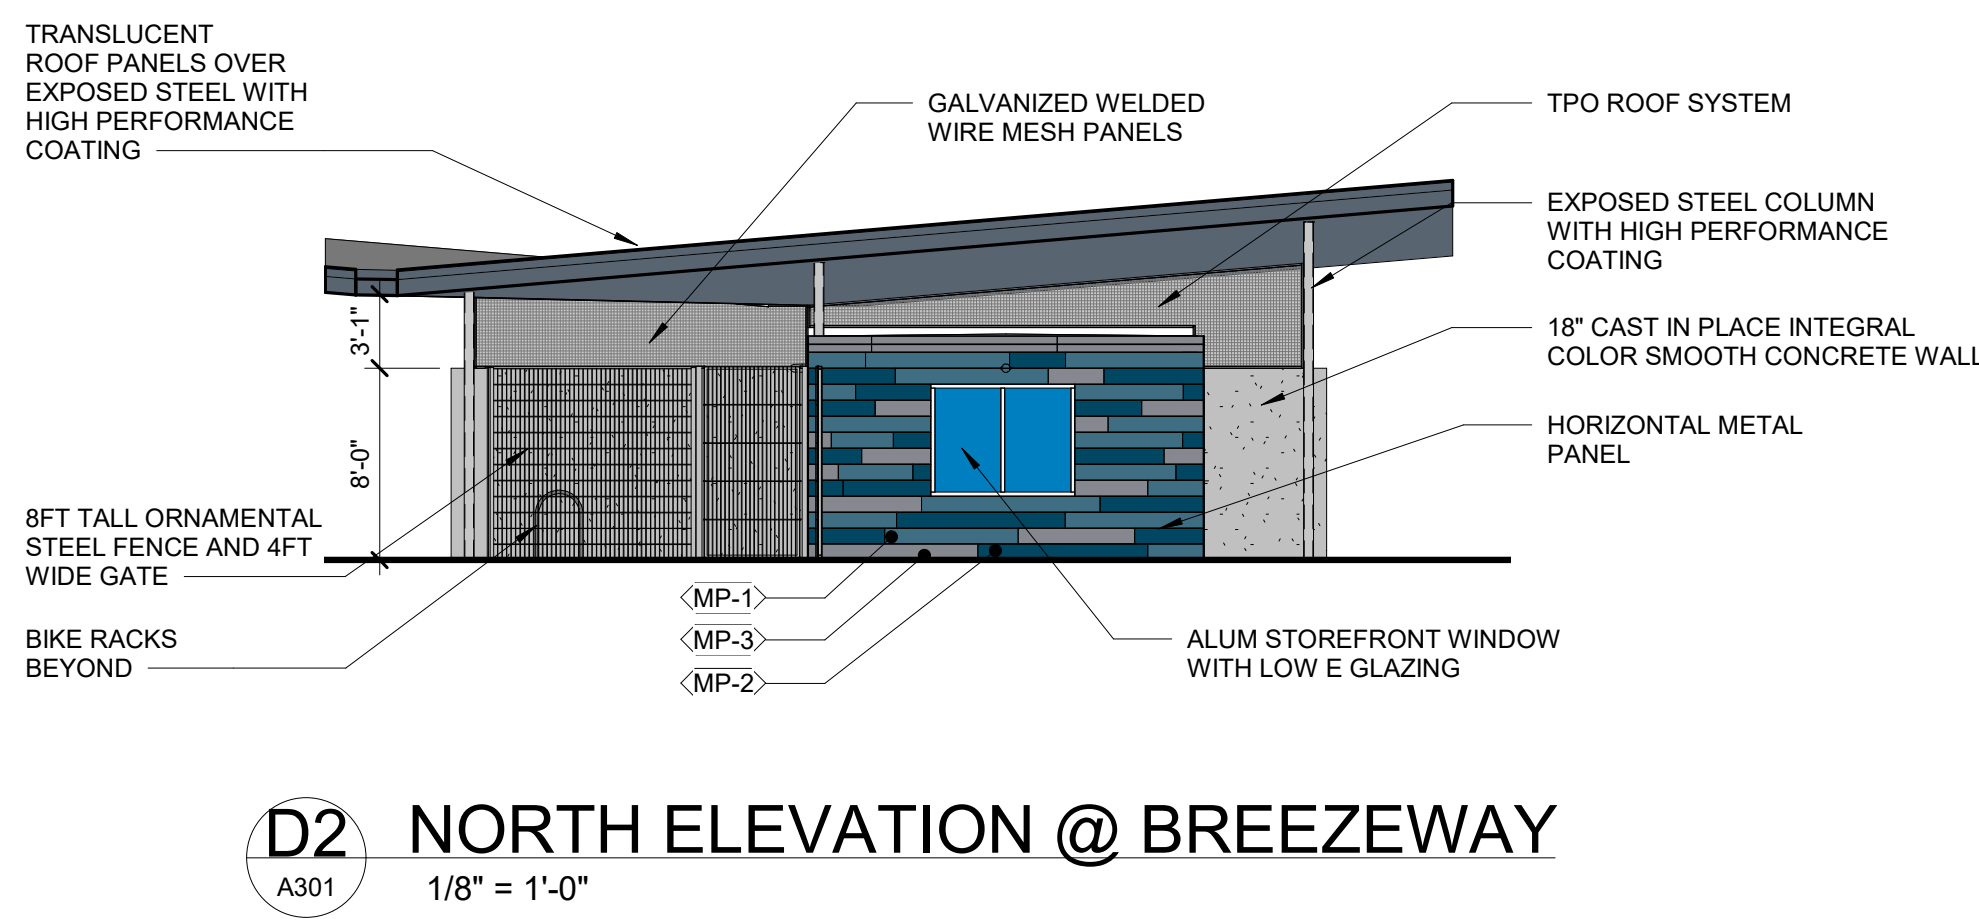 TRANSLUCENT
ROOF PANELS OVER
EXPOSED STEEL WITH
HIGH PERFORMANCE
COATING
GALVANIZED WELDED
WIRE MESH PANELS
TPO ROOF SYSTEM
EXPOSED STEEL COLUMN
WITH HIGH PERFORMANCE
COATING
18" CAST IN PLACE INTEGRAL
COLOR SMOOTH CONCRETE WALL
HORIZONTAL METAL
PANEL
3'-1"
8'-0"
8FT TALL ORNAMENTAL
STEEL FENCE AND 4FT
WIDE GATE
BIKE RACKS
BEYOND
MP-1
MP-3
MP-2
ALUM STOREFRONT WINDOW
WITH LOW E GLAZING
D2
A301
NORTH ELEVATION @ BREEZEWAY
1/8" = 1'-0"